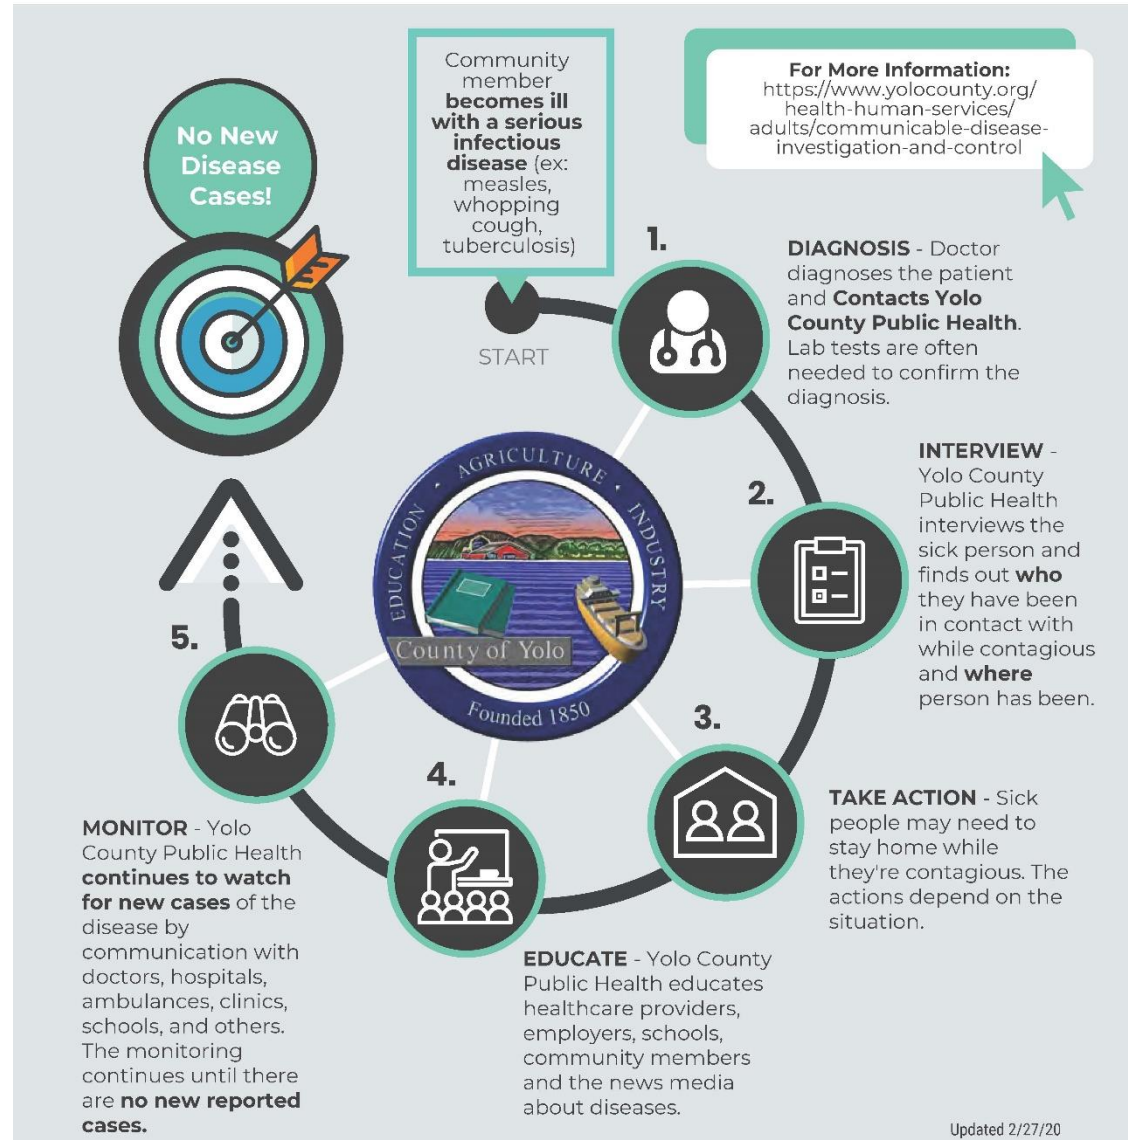 Community
member
becomes ill
with a serious
infectious
disease (ex:
measles,
whopping
cough,
tuberculosis)
For More Information:
https://www.yolocounty.org/
health-human-services/
adults/communicable-disease-
investigation-and-control
No New
Disease
Cases!
START
1.
DIAGNOSIS - Doctor
diagnoses the patient
and Contacts Yolo
County Public Health.
Lab tests are often
needed to confirm the
diagnosis.
2.
INTERVIEW -
Yolo County
Public Health
interviews the
sick person and
finds out who
they have been
in contact with
while contagious
and where
person has been.
EDUCATION · AGRICULTURE · INDUSTRY
County of Yolo
Founded 1850
3.
TAKE ACTION - Sick
people may need to
stay home while
they're contagious. The
actions depend on the
situation.
4.
EDUCATE - Yolo County
Public Health educates
healthcare providers,
employers, schools,
community members
and the news media
about diseases.
5.
MONITOR - Yolo
County Public Health
continues to watch
for new cases of the
disease by
communication with
doctors, hospitals,
ambulances, clinics,
schools, and others.
The monitoring
continues until there
are no new reported
cases.
Updated 2/27/20